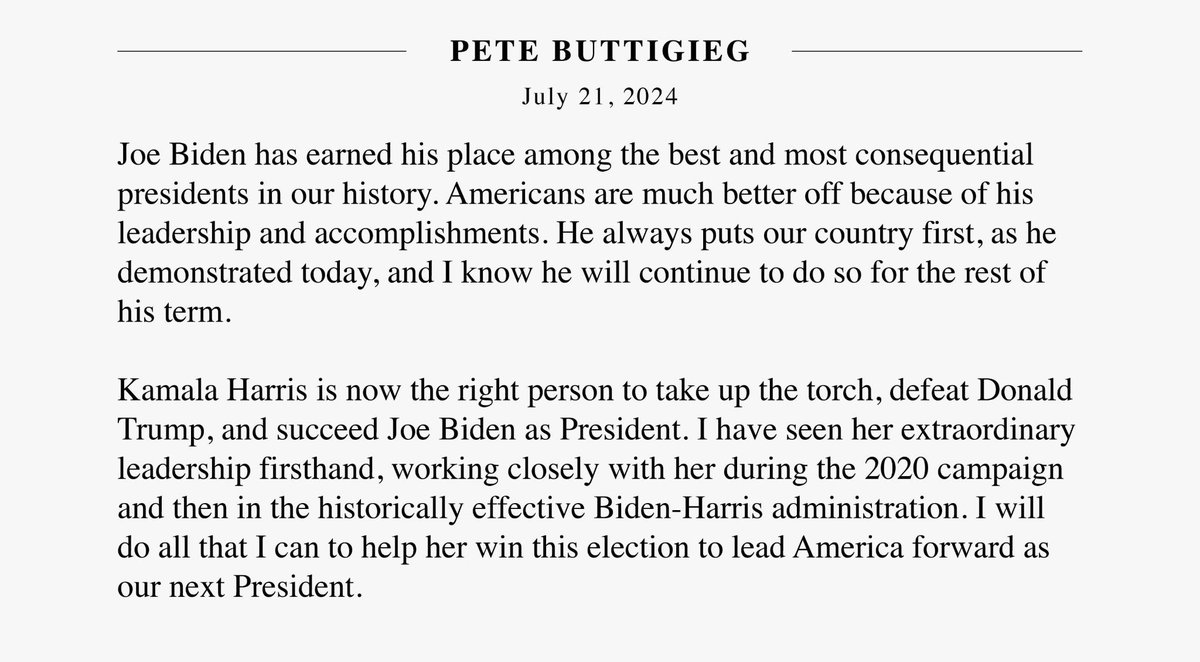 PETE BUTTIGIEG
July 21, 2024
Joe Biden has earned his place among the best and most consequential
presidents in our history. Americans are much better off because of his
leadership and accomplishments. He always puts our country first, as he
demonstrated today, and I know he will continue to do so for the rest of
his term.
Kamala Harris is now the right person to take up the torch, defeat Donald
Trump, and succeed Joe Biden as President. I have seen her extraordinary
leadership firsthand, working closely with her during the 2020 campaign
and then in the historically effective Biden-Harris administration. I will
do all that I can to help her win this election to lead America forward as
our next President.